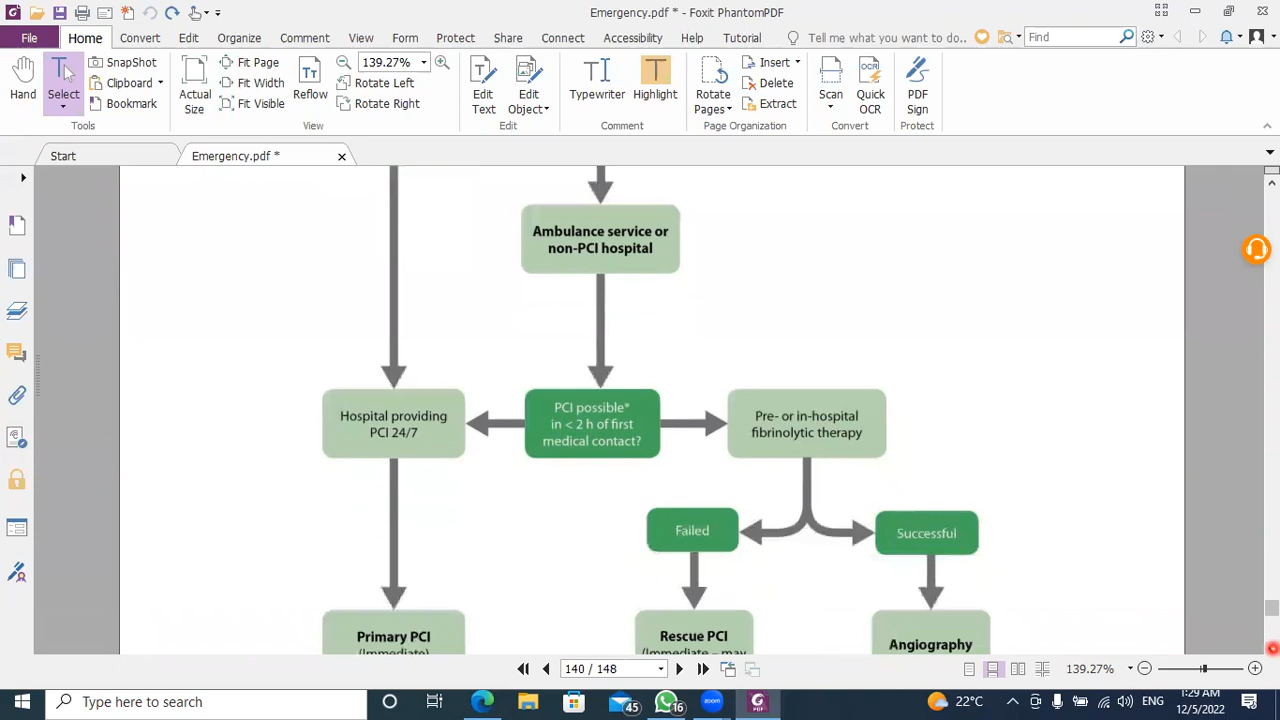 Emergency.pdf * - Foxit PhantomPDF
File Home Convert Edit Organize Comment View Form Protect Share Connect Accessibility Help Tutorial Tell me what you want to do.. Find
Hand
Select
SnapShot
Clipboard
Bookmark
Tools
Actual Size
Fit Page
Fit Width
Fit Visible
Reflow
139.27%
Rotate Left
Rotate Right
View
Edit Text
Edit Object
Edit
Typewriter
Highlight
Comment
Rotate Pages
Insert
Delete
Extract
Page Organization
Scan
Quick OCR
Convert
PDF Sign
Protect
Start
Emergency.pdf *
Ambulance service or
non-PCI hospital
Hospital providing
PCI 24/7
PCI possible*
in < 2 h of first
medical contact?
Pre- or in-hospital
fibrinolytic therapy
Failed
Successful
Primary PCI
(Immediate)
Rescue PCI
(Immediate – may
Angiography
140 / 148
139.27%
Type here to search
45
16
zoom
PDF
22°C
ENG
1:29 AM
12/5/2022